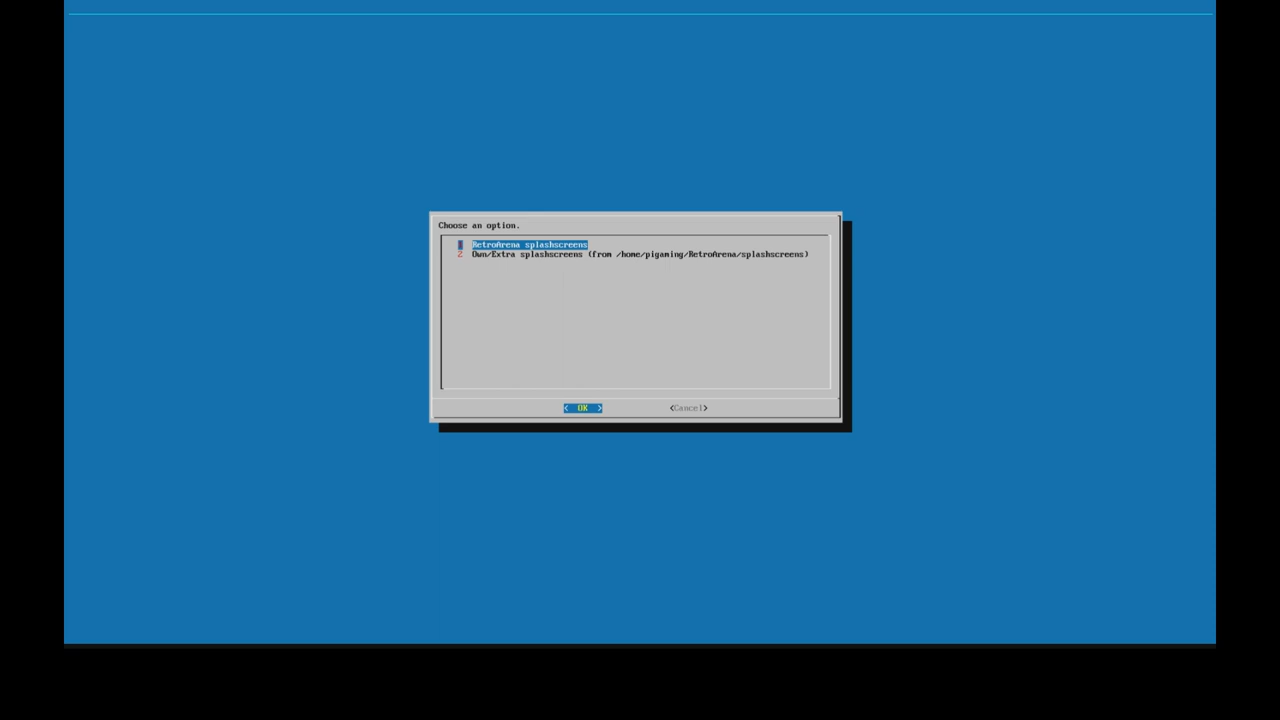 Choose an option.
1 RetroArena splashscreens
2 Own/Extra splashscreens (from /home/pigaming/RetroArena/splashscreens)
< OK > <Cancel>